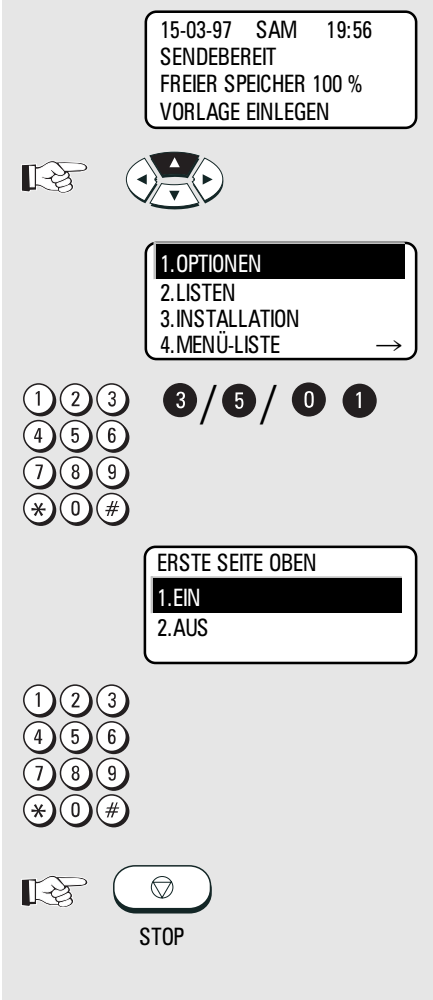 15-03-97 SAM 19:56
SENDEBEREIT
FREIER SPEICHER 100 %
VORLAGE EINLEGEN
1.OPTIONEN
2.LISTEN
3.INSTALLATION
4.MENÜ-LISTE →
1 2 3
4 5 6
7 8 9
* 0 #
3 / 5 / 0 1
ERSTE SEITE OBEN
1.EIN
2.AUS
1 2 3
4 5 6
7 8 9
* 0 #
STOP